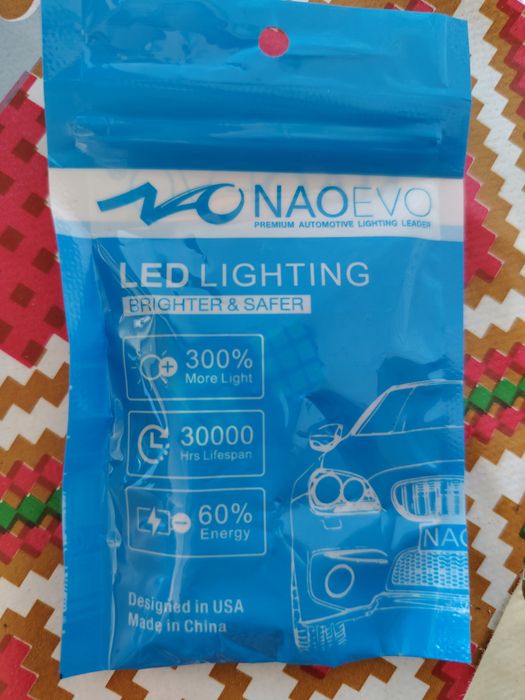 NAOEVO
PREMIUM AUTOMOTIVE LIGHTING LEADER
LED LIGHTING
BRIGHTER & SAFER
300%
More Light
30000
Hrs Lifespan
60%
Energy
NAO
Designed in USA
Made in China